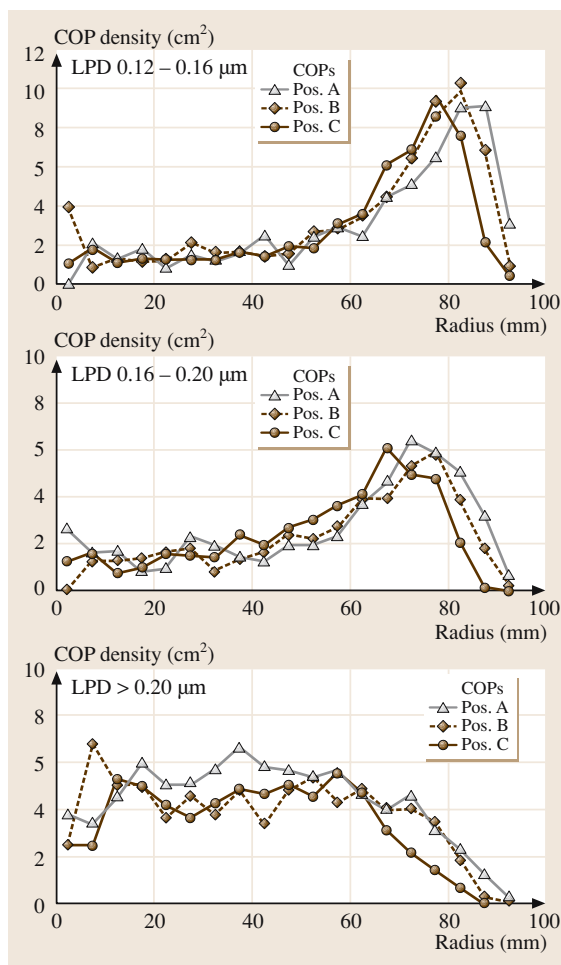 COP density (cm²)
12
LPD 0.12 – 0.16 μm
COPs
Pos. A
Pos. B
Pos. C
10
8
5
4
2
0
0 20 40 60 80 100
Radius (mm)
COP density (cm²)
10
LPD 0.16 – 0.20 μm
COPs
Pos. A
Pos. B
Pos. C
8
5
4
2
0
0 20 40 60 80 100
Radius (mm)
COP density (cm²)
10
LPD > 0.20 μm
COPs
Pos. A
Pos. B
Pos. C
8
5
4
2
0
0 20 40 60 80 100
Radius (mm)